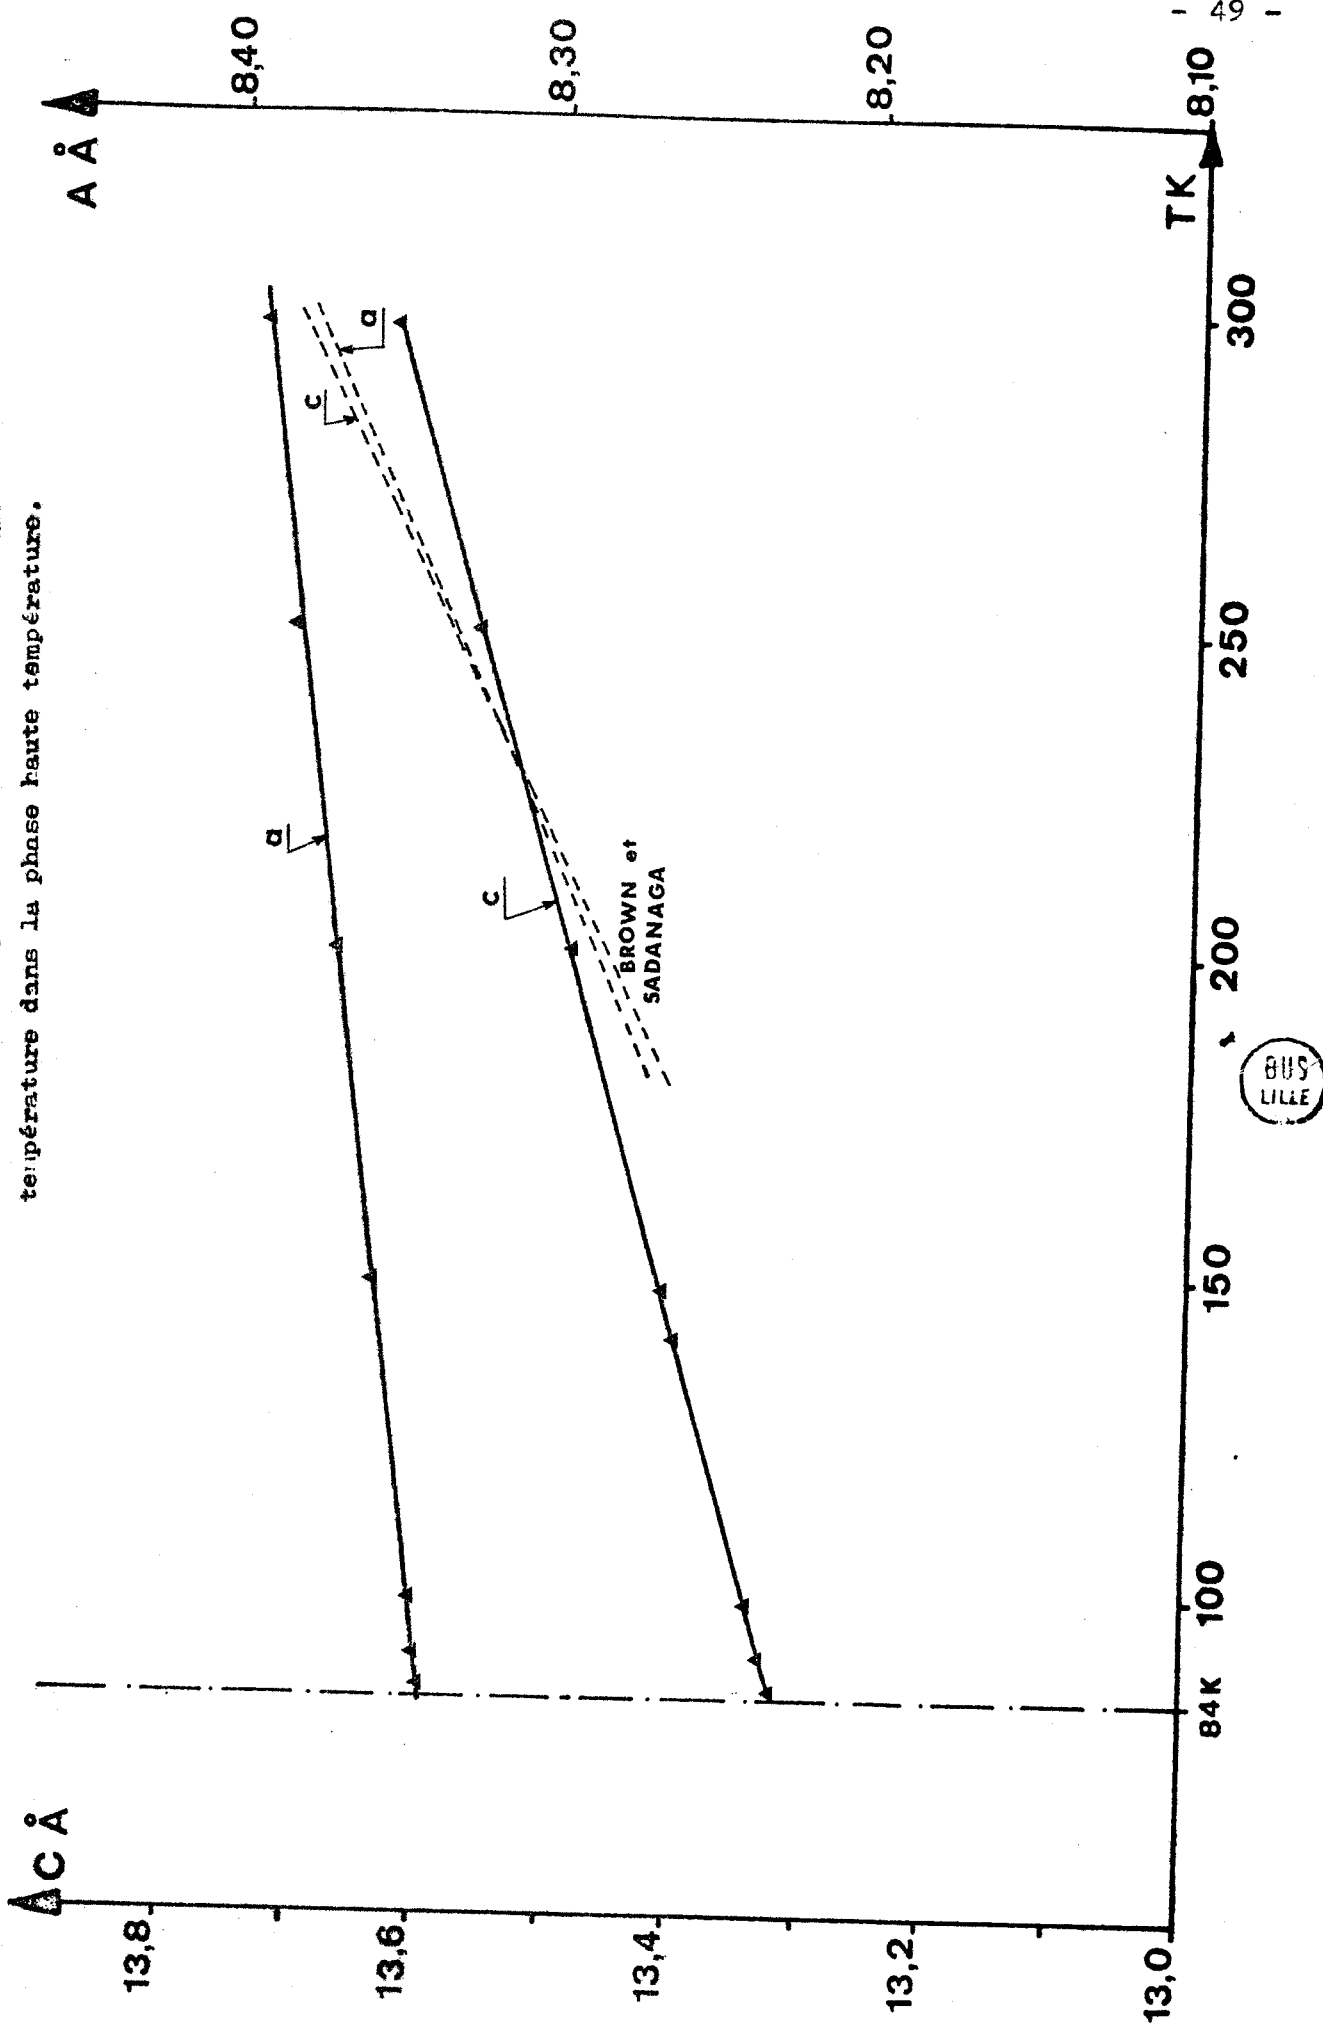 - 49 -
température dans la phase haute température.
C Å
A Å
13,8
13,6
13,4
13,2
13,0
8,40
8,30
8,20
8,10
a
c
c
a
BROWN et
SADANAGA
84K
100
150
200
250
300
TK
BUS
LILLE